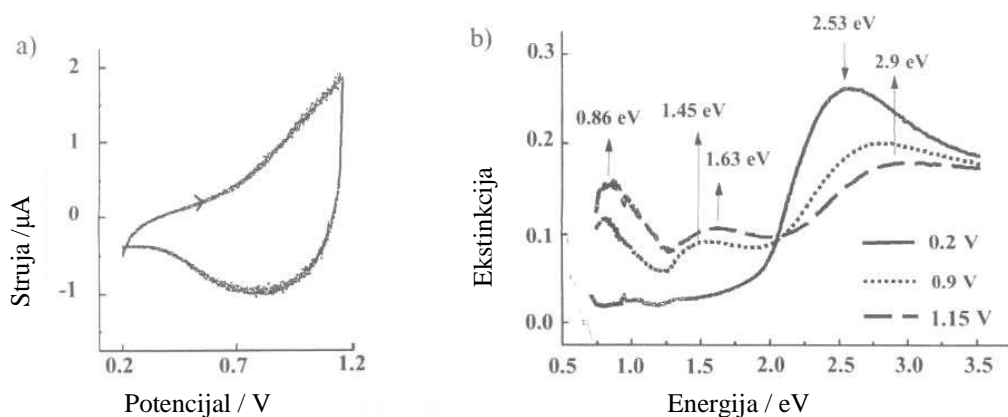 a)
Struja /µA
2
1
0
-1
0.2 0.7 1.2
Potencijal / V
b)
Ekstinkcija
0.3
0.2
0.1
0.0
0.5 1.0 1.5 2.0 2.5 3.0 3.5
Energija / eV
2.53 eV
2.9 eV
1.45 eV
0.86 eV
1.63 eV
0.2 V
0.9 V
1.15 V